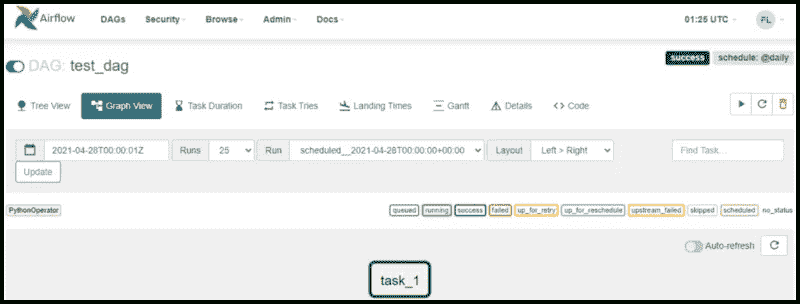 Airflow DAGs Security Browse Admin Docs 01:25 UTC FL
DAG: test_dag success schedule: @daily
Tree View Graph View Task Duration Task Tries Landing Times Gantt Details <> Code
2021-04-28T00:00:01Z Runs 25 Run scheduled__2021-04-28T00:00:00+00:00 Layout Left > Right Find Task...
Update
PythonOperator queued running success failed up_for_retry up_for_reschedule upstream_failed skipped scheduled no_status
Auto-refresh
task_1